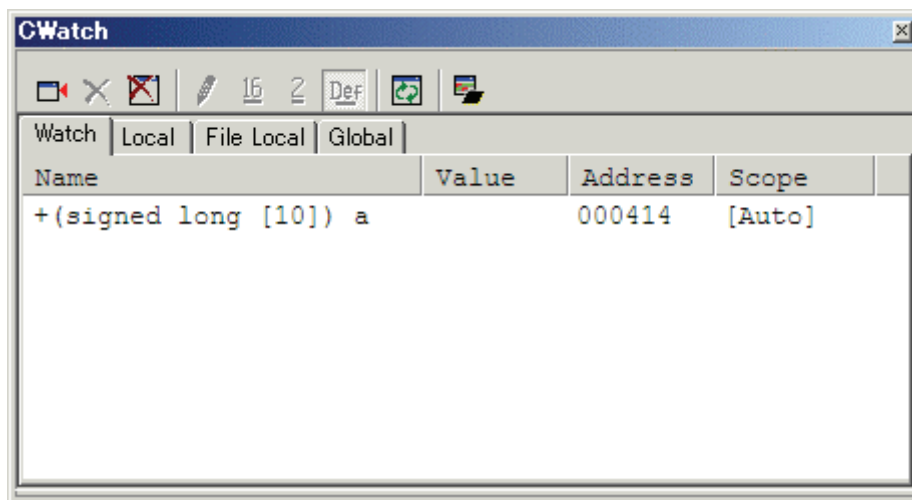 CWatch
16 2 Def
Watch Local File Local Global
Name Value Address Scope
+(signed long [10]) a 000414 [Auto]